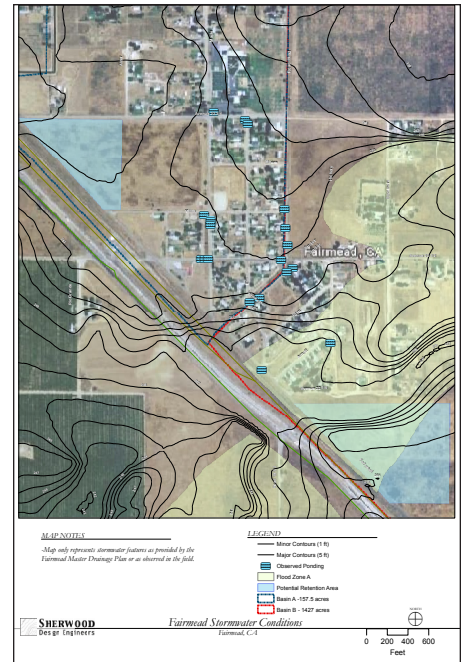 Fairmead, CA
MAP NOTES
-Map only represents stormwater features as provided by the
Fairmead Master Drainage Plan or as observed in the field.
LEGEND
Minor Contours (1 ft)
Major Contours (5 ft)
Observed Ponding
Flood Zone A
Potential Retention Area
Basin A -157.5 acres
Basin B - 1427 acres
SHERWOOD
Design Engineers
Fairmead Stormwater Conditions
Fairmead, CA
NORTH
0 200 400 600
Feet